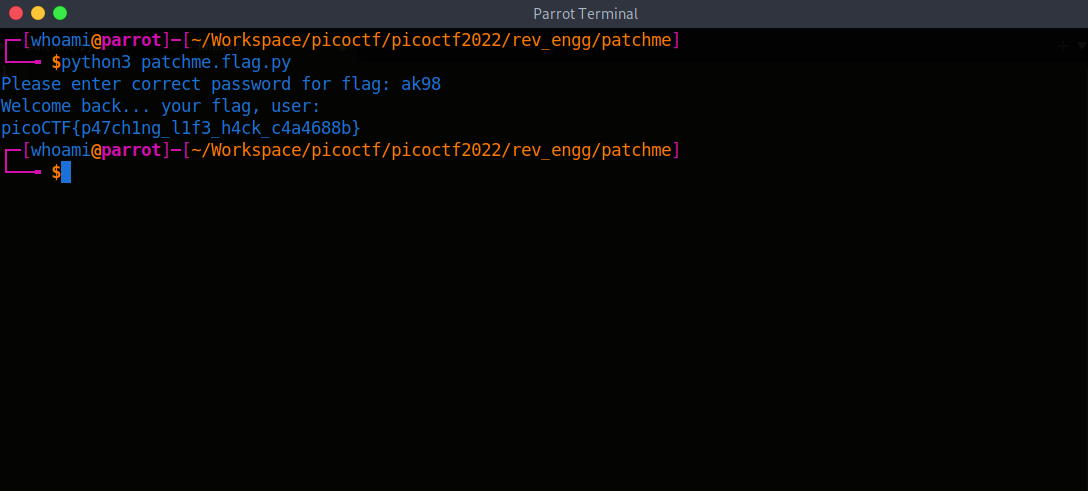 Parrot Terminal
┌─[whoami@parrot]─[~/Workspace/picoctf/picoctf2022/rev_engg/patchme]
└──╼ $python3 patchme.flag.py
Please enter correct password for flag: ak98
Welcome back... your flag, user:
picoCTF{p47ch1ng_l1f3_h4ck_c4a4688b}
┌─[whoami@parrot]─[~/Workspace/picoctf/picoctf2022/rev_engg/patchme]
└──╼ $